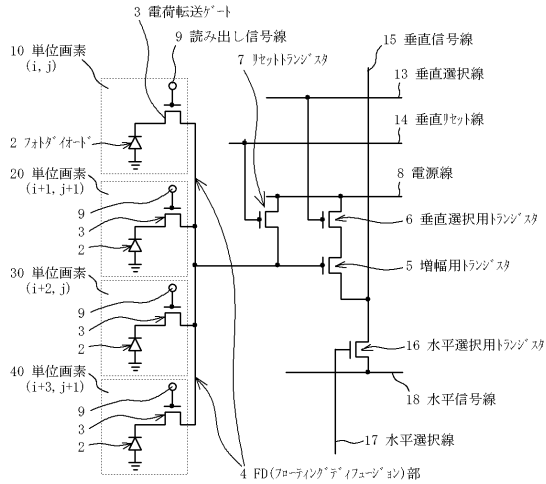 3 電荷転送ｹﾞｰﾄ
9 読み出し信号線
15 垂直信号線
10 単位画素
(i,j)
7 ﾘｾｯﾄﾄﾗﾝｼﾞｽﾀ
13 垂直選択線
14 垂直ﾘｾｯﾄ線
2 ﾌｫﾄﾀﾞｲｵｰﾄﾞ
20 単位画素
(i+1,j+1)
8 電源線
9
3
2
6 垂直選択用ﾄﾗﾝｼﾞｽﾀ
5 増幅用ﾄﾗﾝｼﾞｽﾀ
30 単位画素
(i+2,j)
9
3
2
16 水平選択用ﾄﾗﾝｼﾞｽﾀ
40 単位画素
(i+3,j+1)
18 水平信号線
9
3
2
17 水平選択線
4 FD(ﾌﾛｰﾃｨﾝｸﾞﾃﾞｨﾌｭｰｼﾞｮﾝ)部